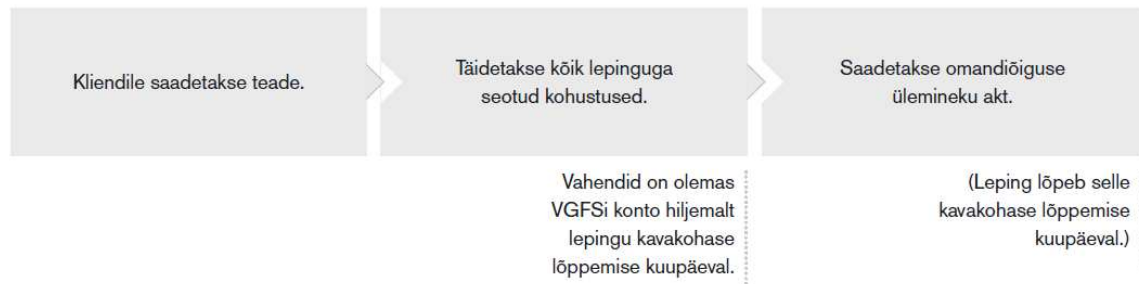 Kliendile saadetakse teade.
Täidetakse kõik lepinguga
seotud kohustused.
Saadetakse omandiõiguse
ülemineku akt.
Vahendid on olemas
VGFSi konto hiljemalt
lepingu kavakohase
lõppemise kuupäeval.
(Leping lõpeb selle
kavakohase lõppemise
kuupäeval.)